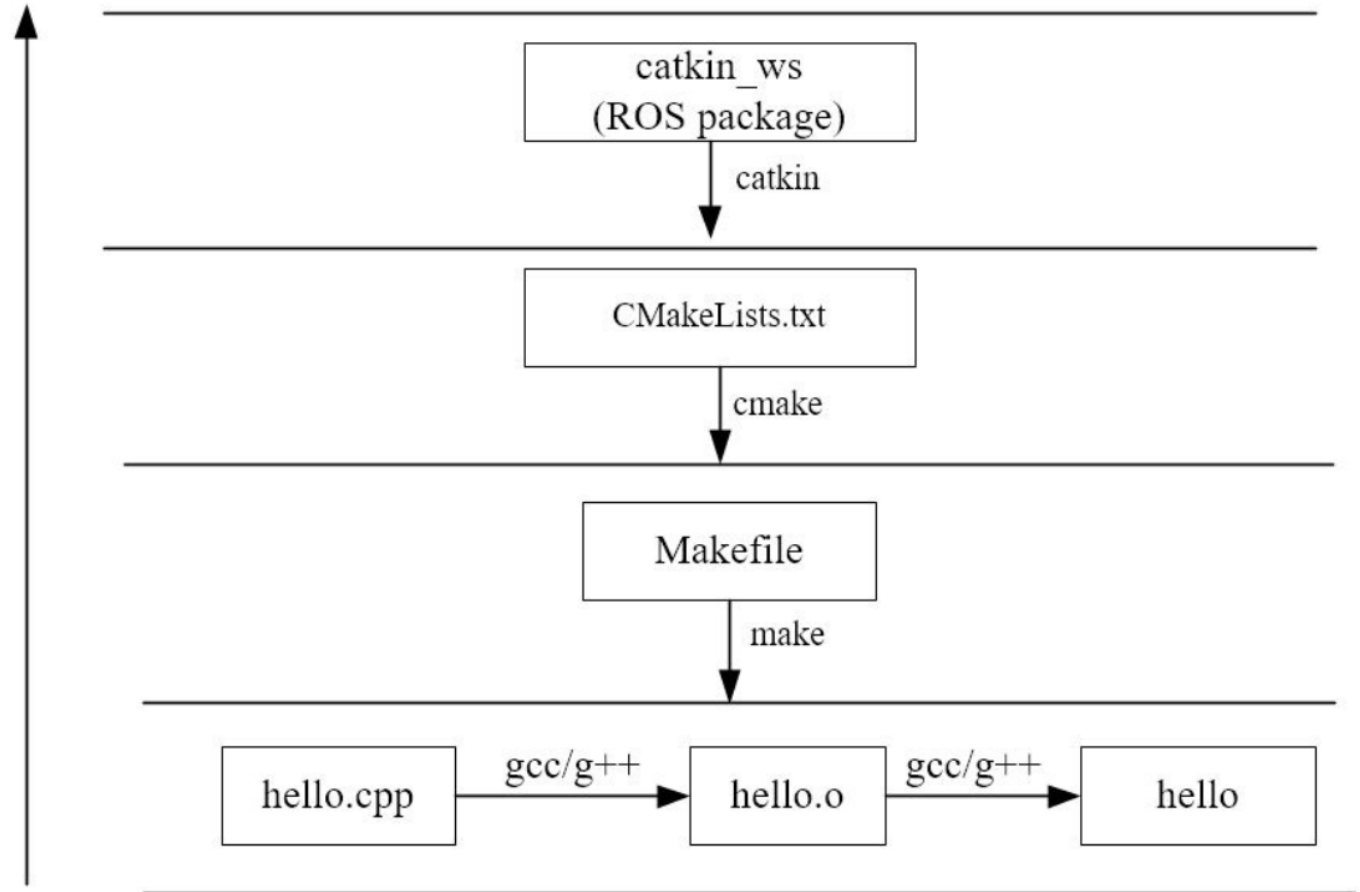 catkin_ws
(ROS package)
catkin
CMakeLists.txt
cmake
Makefile
make
hello.cpp
gcc/g++
hello.o
gcc/g++
hello